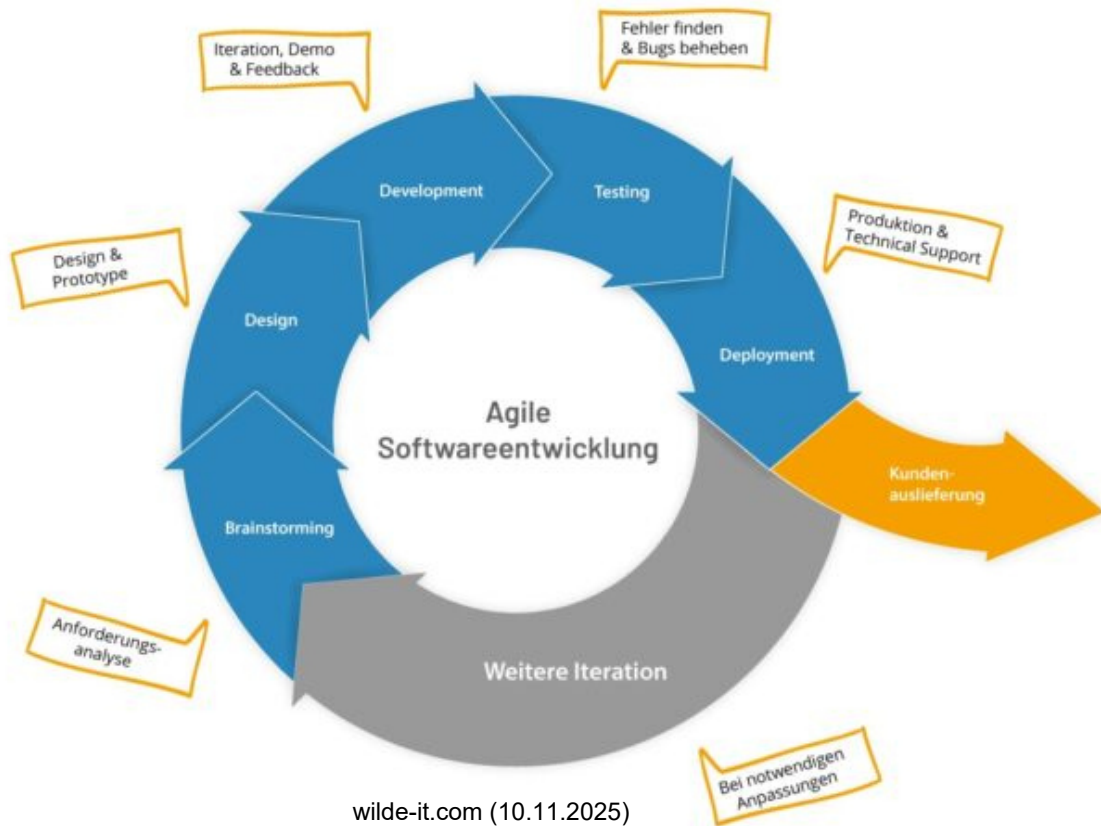 Iteration, Demo
& Feedback
Fehler finden
& Bugs beheben
Development
Testing
Design &
Prototype
Produktion &
Technical Support
Design
Deployment
Agile
Softwareentwicklung
Kunden-
auslieferung
Brainstorming
Anforderungs-
analyse
Weitere Iteration
Bei notwendigen
Anpassungen
wilde-it.com (10.11.2025)